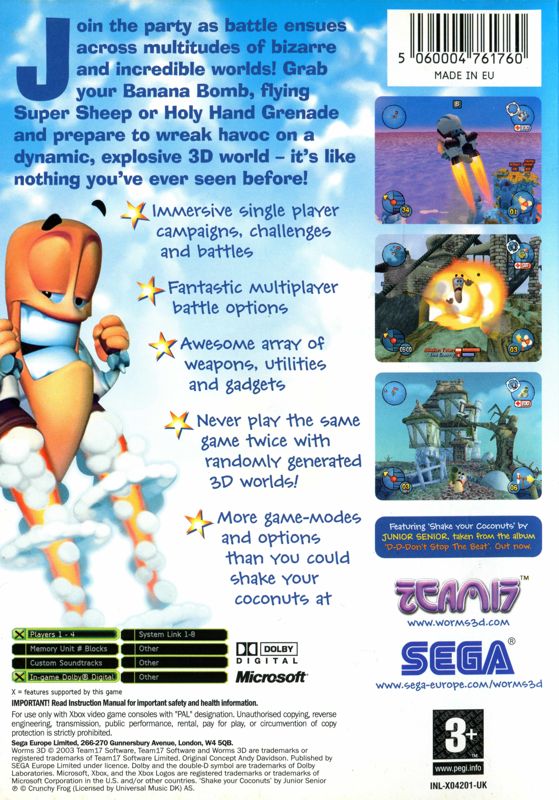 Join the party as battle ensues
across multitudes of bizarre
and incredible worlds! Grab
your Banana Bomb, flying
Super Sheep or Holy Hand Grenade
and prepare to wreak havoc on a
dynamic, explosive 3D world – it's like
nothing you've ever seen before!
Immersive single player
campaigns, challenges
and battles
Fantastic multiplayer
battle options
Awesome array of
weapons, utilities
and gadgets
Never play the same
game twice with
randomly generated
3D worlds!
More game-modes
and options
than you could
shake your
coconuts at
5 060004 761760
MADE IN EU
34
01
00:00
03
03
06
Featuring 'Shake Your Coconuts' by
JUNIOR SENIOR, taken from the album
'D-D-Don't Stop The Beat'. Out now.
TEAM17™
www.worms3d.com
SEGA®
www.sega-europe.com/worms3d
X Players 1 - 4
System Link 1-8
Memory Unit # Blocks
Other
Custom Soundtracks
Other
X In-game Dolby® Digital
Other
DOLBY
DIGITAL
Microsoft®
X = features supported by this game
IMPORTANT! Read Instruction Manual for important safety and health information.
For use only with Xbox video game consoles with "PAL" designation. Unauthorised copying, reverse
engineering, transmission, public performance, rental, pay for play, or circumvention of copy
protection is strictly prohibited.
Sega Europe Limited, 266-270 Gunnersbury Avenue, London, W4 5QB.
Worms 3D © 2003 Team17 Software. Team17 Software and Worms 3D are trademarks or
registered trademarks of Team17 Software Limited. Original Concept Andy Davidson. Published by
SEGA Europe Limited under licence. Dolby and the double-D symbol are trademarks of Dolby
Laboratories. Microsoft, Xbox, and the Xbox Logos are registered trademarks or trademarks of
Microsoft Corporation in the U.S. and/or other countries. 'Shake your Coconuts' by Junior Senior
℗ © Crunchy Frog (Licensed by Universal Music DK) AS.
3+
www.pegi.info
INL-X04201-UK